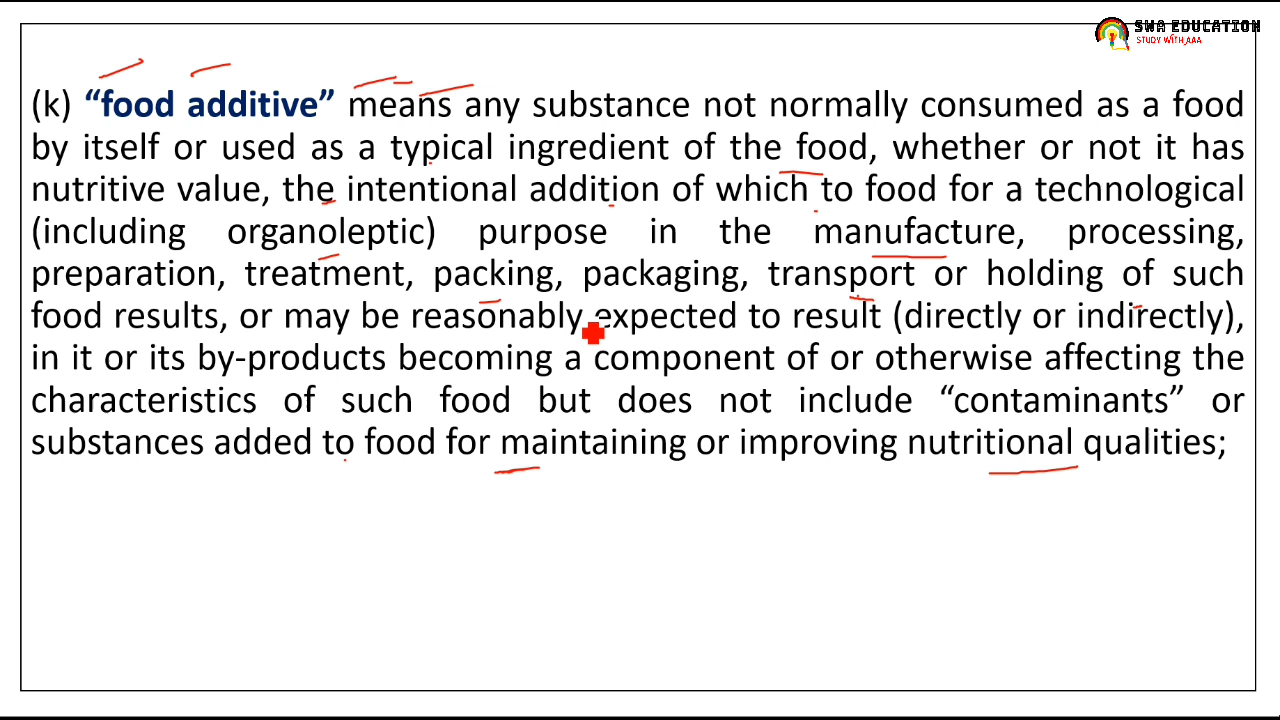 SWA EDUCATION
STUDY WITH AAA
(k) “food additive” means any substance not normally consumed as a food
by itself or used as a typical ingredient of the food, whether or not it has
nutritive value, the intentional addition of which to food for a technological
(including organoleptic) purpose in the manufacture, processing,
preparation, treatment, packing, packaging, transport or holding of such
food results, or may be reasonably expected to result (directly or indirectly),
in it or its by-products becoming a component of or otherwise affecting the
characteristics of such food but does not include “contaminants” or
substances added to food for maintaining or improving nutritional qualities;